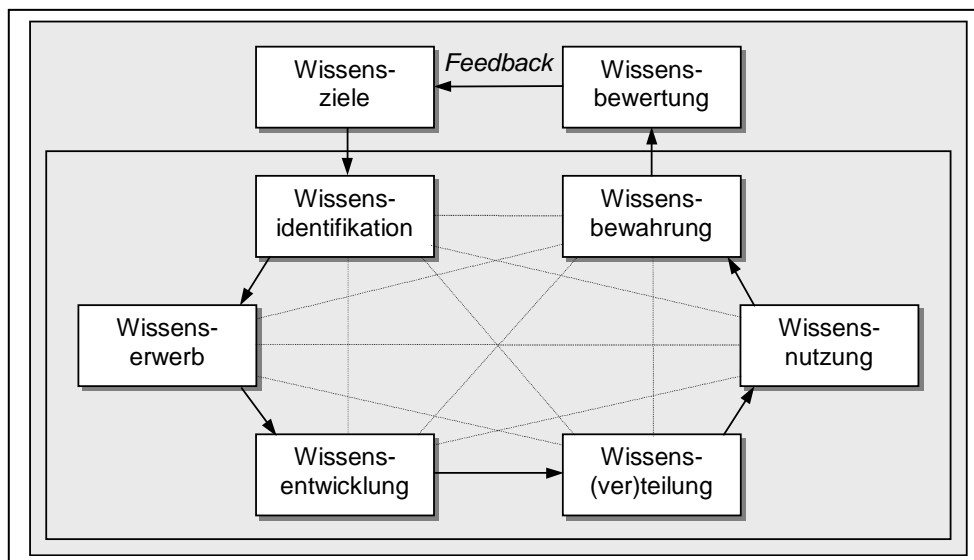 Wissens-
ziele
Feedback
Wissens-
bewertung
Wissens-
identifikation
Wissens-
bewahrung
Wissens-
erwerb
Wissens-
nutzung
Wissens-
entwicklung
Wissens-
(ver)teilung